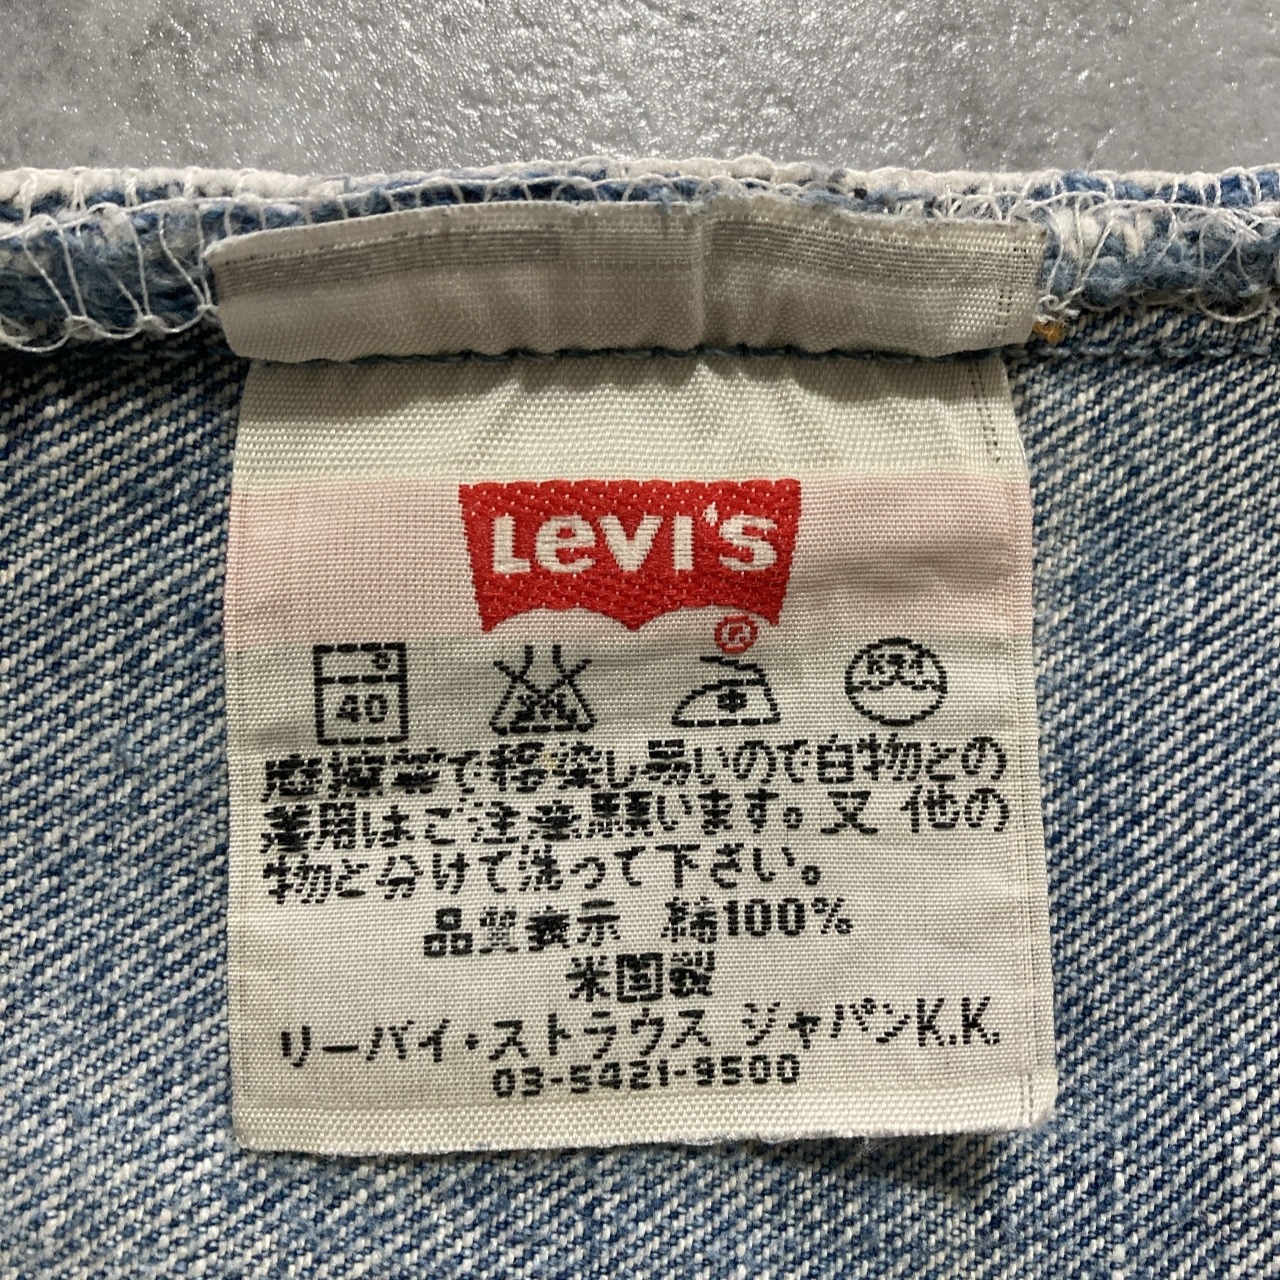 Levi's
®
40
感摩等で移染し易いので白物との
着用はご注意願います。又 他の
物と分けて洗って下さい。
品質表示 綿100%
米国製
リーバイ・ストラウス ジャパンK.K.
03-5421-9500